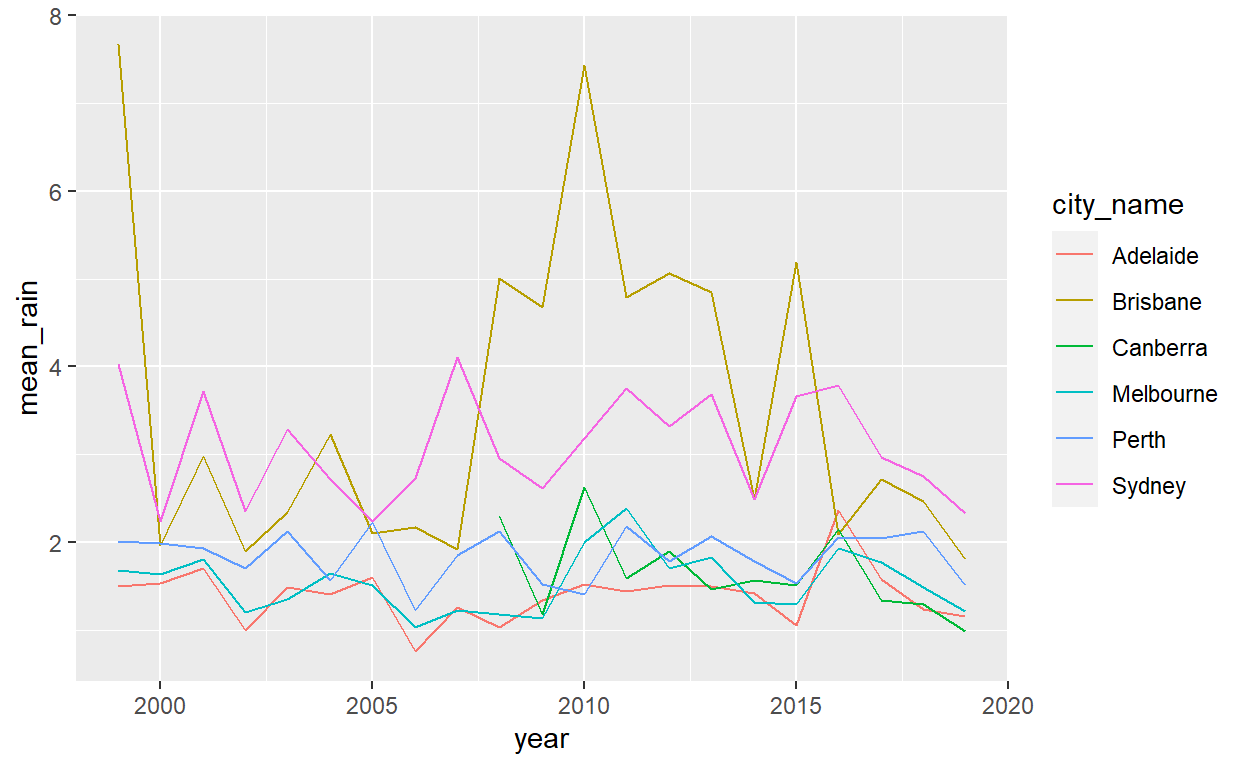 8
6
4
2
mean_rain
2000 2005 2010 2015 2020
year
city_name
Adelaide
Brisbane
Canberra
Melbourne
Perth
Sydney